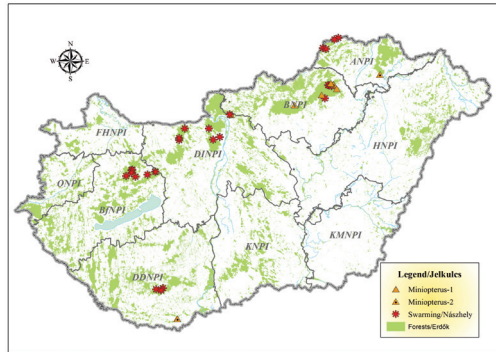 N
W E
S
ANPI
BNPI
FHNPI
DINPI
HNPI
ŐNPI
BfNPI
KNPI
KMNPI
DDNPI
Legend/Jelkulcs
Miniopterus-1
Miniopterus-2
Swarming/Nászhely
Forests/Erdők